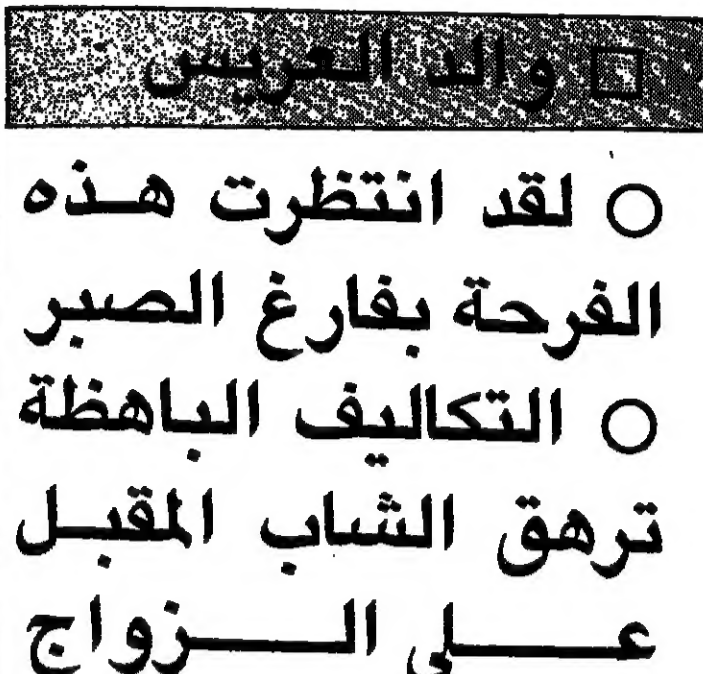 □ والد العريس
○ لقد انتظرت هذه
الفرحة بفارغ الصبر
○ التكاليف الباهظة
ترهق الشاب المقبل
على الزواج